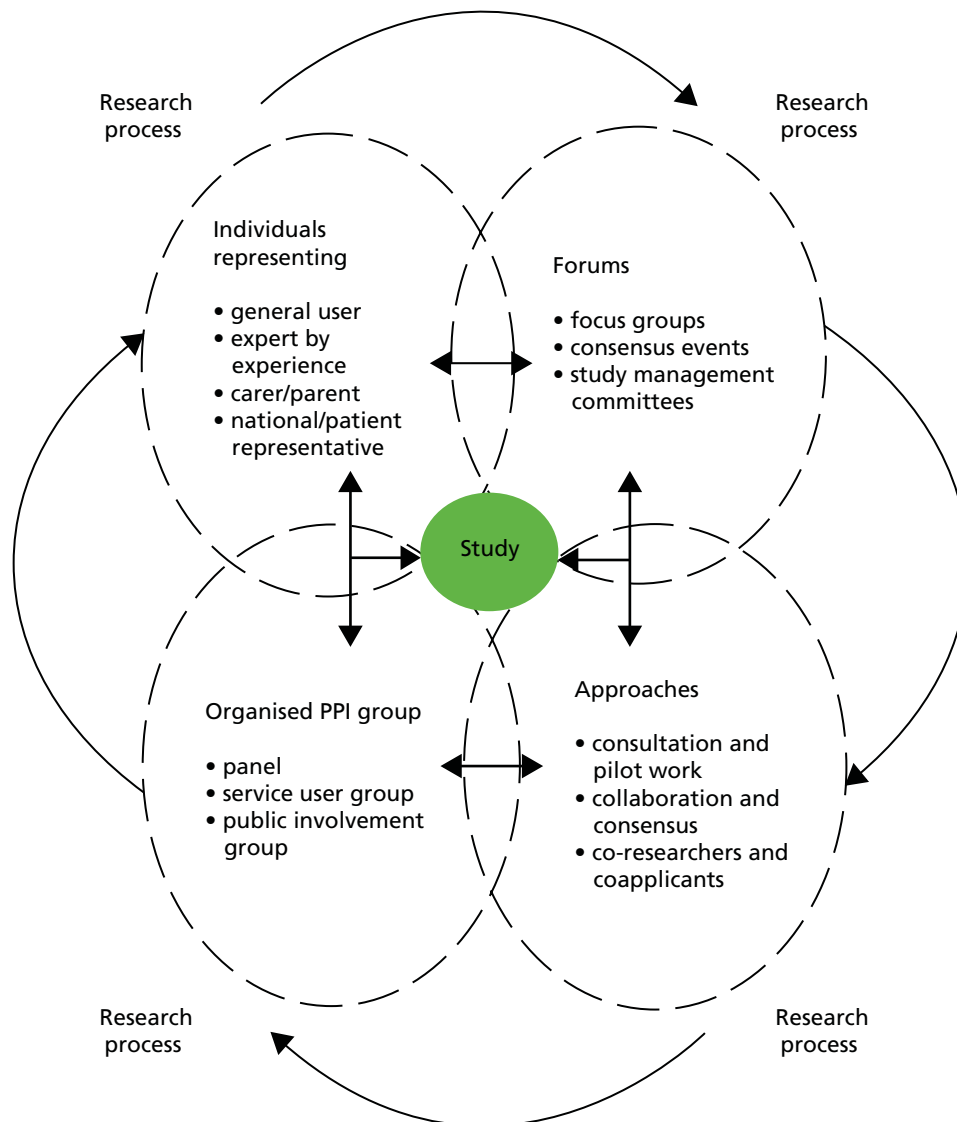 Research
process
Research
process
Individuals
representing
• general user
• expert by
experience
• carer/parent
• national/patient
representative
Forums
• focus groups
• consensus events
• study management
committees
Study
Organised PPI group
• panel
• service user group
• public involvement
group
Approaches
• consultation and
pilot work
• collaboration and
consensus
• co-researchers and
coapplicants
Research
process
Research
process